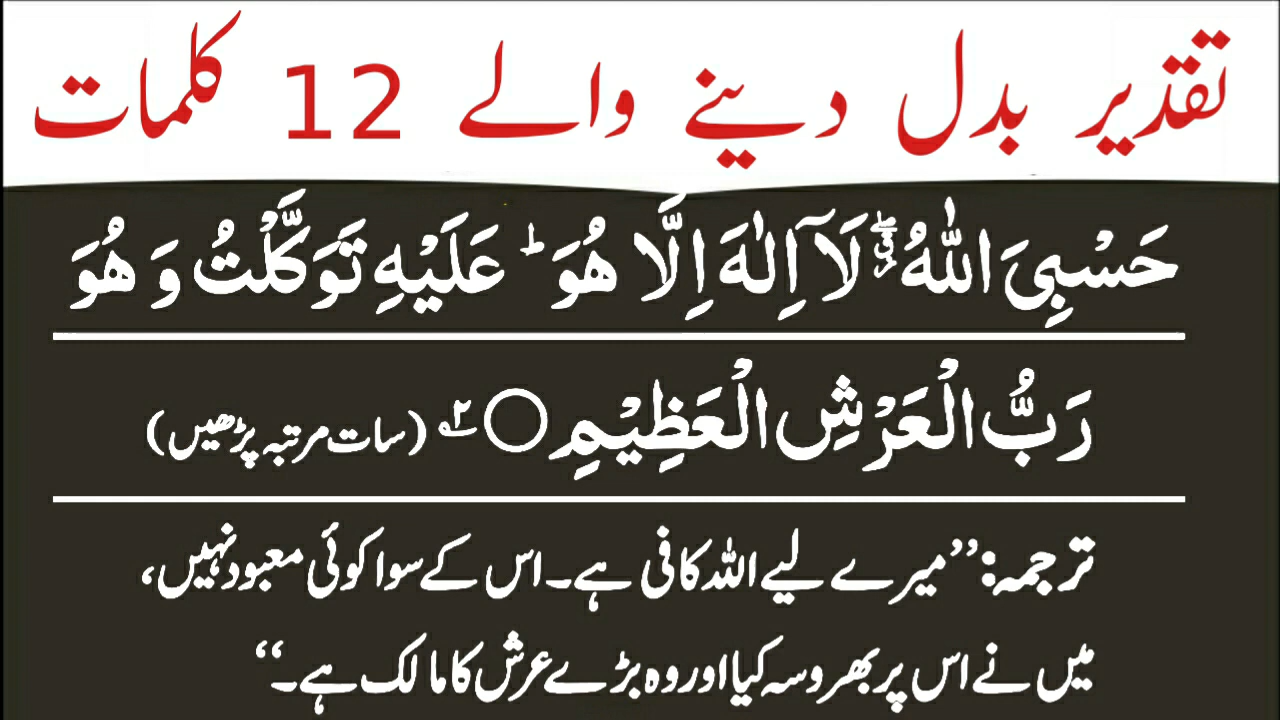 تقدیر بدل دینے والے 12 کلمات
حَسْبِیَ اللّٰهُ ۖۗ لَاۤ اِلٰهَ اِلَّا هُوَ ؕ عَلَیْهِ تَوَكَّلْتُ وَ هُوَ
رَبُّ الْعَرْشِ الْعَظِیْمِ ۝۲ (سات مرتبہ پڑھیں)
ترجمہ: ’’میرے لیے اللہ کافی ہے۔ اس کے سوا کوئی معبود نہیں،
میں نے اس پر بھروسہ کیا اور وہ بڑے عرش کا مالک ہے۔‘‘